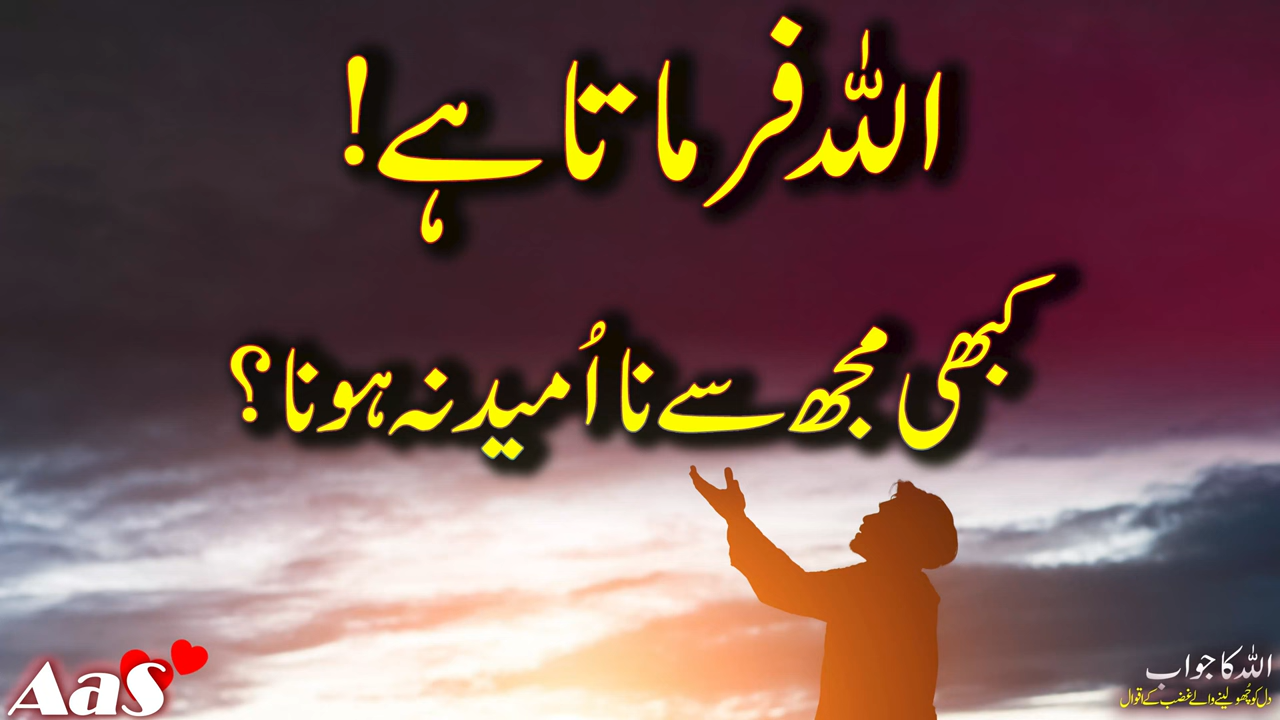 اللہ فرماتا ہے!
کبھی مجھ سے نا اُمید نہ ہونا؟
اللہ کا جواب
دل کو چُھو لینے والے غضب کے اقوال
AaS